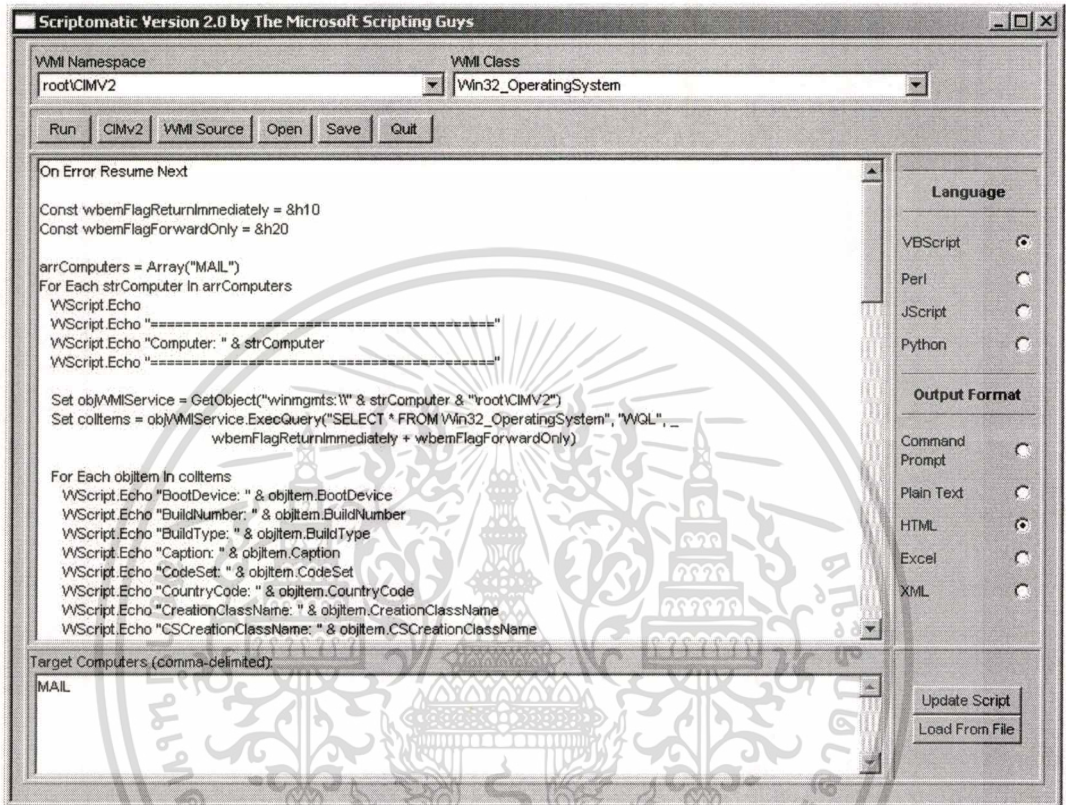 Scriptomatic Version 2.0 by The Microsoft Scripting Guys
WMI Namespace
WMI Class
root\CIMV2
Win32_OperatingSystem
Run CIMv2 WMI Source Open Save Quit
On Error Resume Next
Const wbemFlagReturnImmediately = &h10
Const wbemFlagForwardOnly = &h20
arrComputers = Array("MAIL")
For Each strComputer In arrComputers
WScript.Echo
WScript.Echo "=========================================="
WScript.Echo "Computer: " & strComputer
WScript.Echo "=========================================="
Set objWMIService = GetObject("winmgmts:\\" & strComputer & "\root\CIMV2")
Set colItems = objWMIService.ExecQuery("SELECT * FROM Win32_OperatingSystem", "WQL", _
wbemFlagReturnImmediately + wbemFlagForwardOnly)
For Each objItem In colItems
WScript.Echo "BootDevice: " & objItem.BootDevice
WScript.Echo "BuildNumber: " & objItem.BuildNumber
WScript.Echo "BuildType: " & objItem.BuildType
WScript.Echo "Caption: " & objItem.Caption
WScript.Echo "CodeSet: " & objItem.CodeSet
WScript.Echo "CountryCode: " & objItem.CountryCode
WScript.Echo "CreationClassName: " & objItem.CreationClassName
WScript.Echo "CSCreationClassName: " & objItem.CSCreationClassName
Language
VBScript
Perl
JScript
Python
Output Format
Command
Prompt
Plain Text
HTML
Excel
XML
Target Computers (comma-delimited):
MAIL
Update Script
Load From File